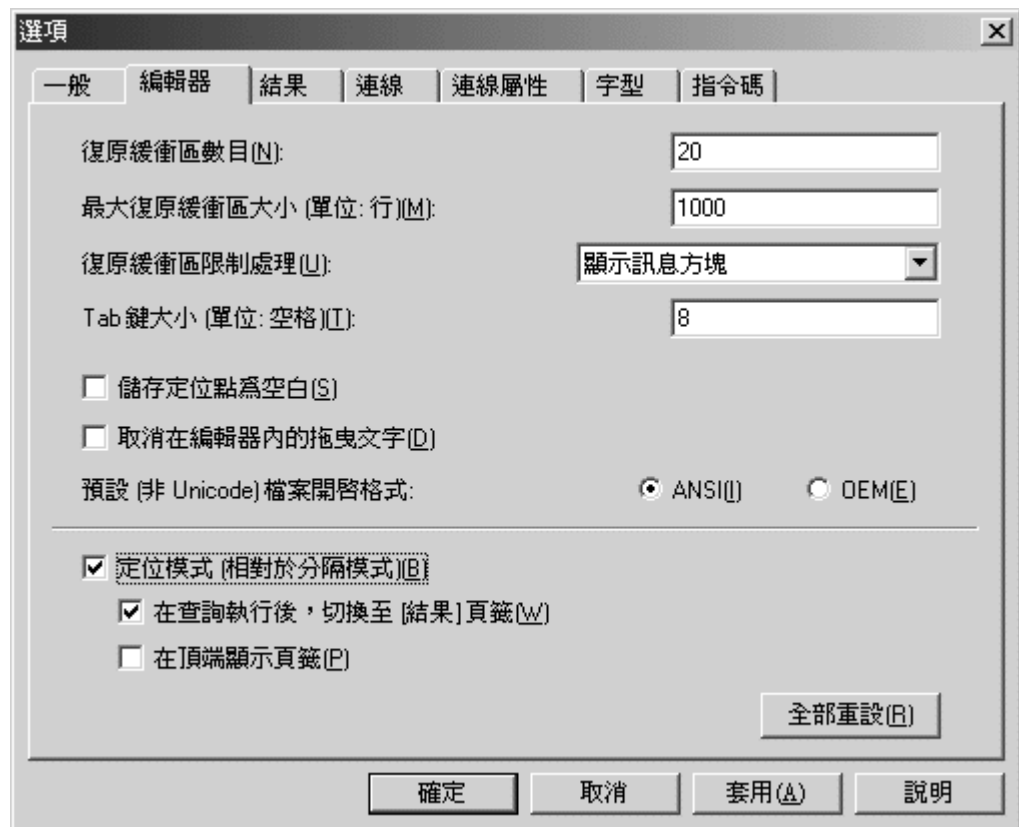 選項
一般 編輯器 結果 連線 連線屬性 字型 指令碼
復原緩衝區數目(N): 20
最大復原緩衝區大小 (單位: 行)(M): 1000
復原緩衝區限制處理(U): 顯示訊息方塊
Tab 鍵大小 (單位: 空格)(T): 8
儲存定位點為空白(S)
取消在編輯器內的拖曳文字(D)
預設 (非 Unicode) 檔案開啓格式: ANSI(I) OEM(E)
定位模式 (相對於分隔模式)(B)
在查詢執行後，切換至 [結果] 頁籤(W)
在頂端顯示頁籤(P)
全部重設(R)
確定 取消 套用(A) 說明